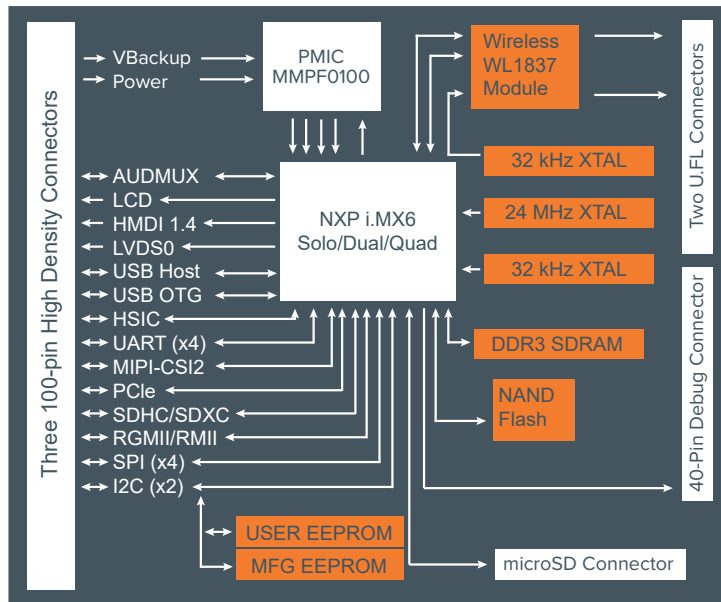 Three 100-pin High Density Connectors
VBackup
Power
PMIC
MMPF0100
Wireless
WL1837
Module
Two U.FL Connectors
32 kHz XTAL
24 MHz XTAL
32 kHz XTAL
NXP i.MX6
Solo/Dual/Quad
AUDMUX
LCD
HMDI 1.4
LVDS0
USB Host
USB OTG
HSIC
UART (x4)
MIPI-CSI2
PCIe
SDHC/SDXC
RGMII/RMII
SPI (x4)
I2C (x2)
DDR3 SDRAM
NAND
Flash
40-Pin Debug Connector
USER EEPROM
MFG EEPROM
microSD Connector